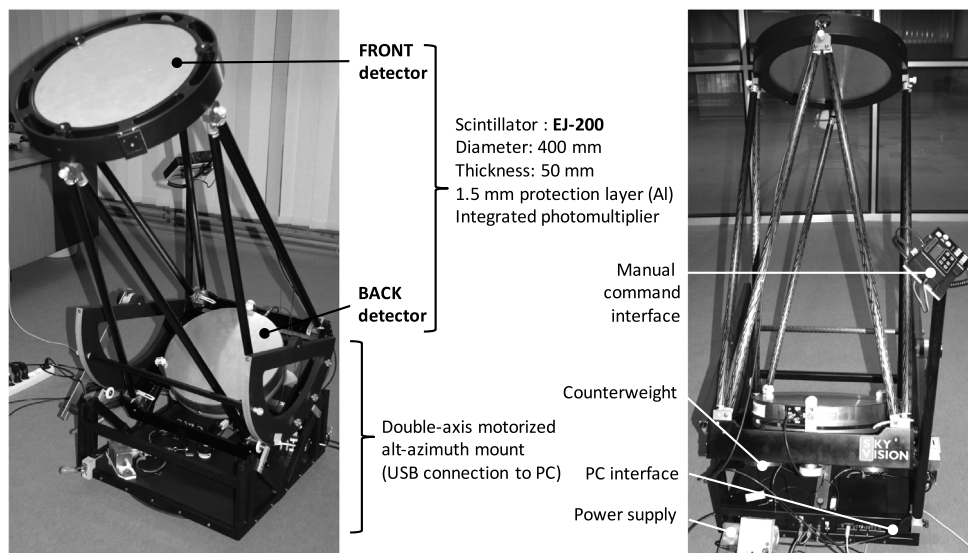 FRONT
detector
Scintillator : EJ-200
Diameter: 400 mm
Thickness: 50 mm
1.5 mm protection layer (Al)
Integrated photomultiplier
BACK
detector
Double-axis motorized
alt-azimuth mount
(USB connection to PC)
Manual
command
interface
Counterweight
PC interface
Power supply
SKY
VISION